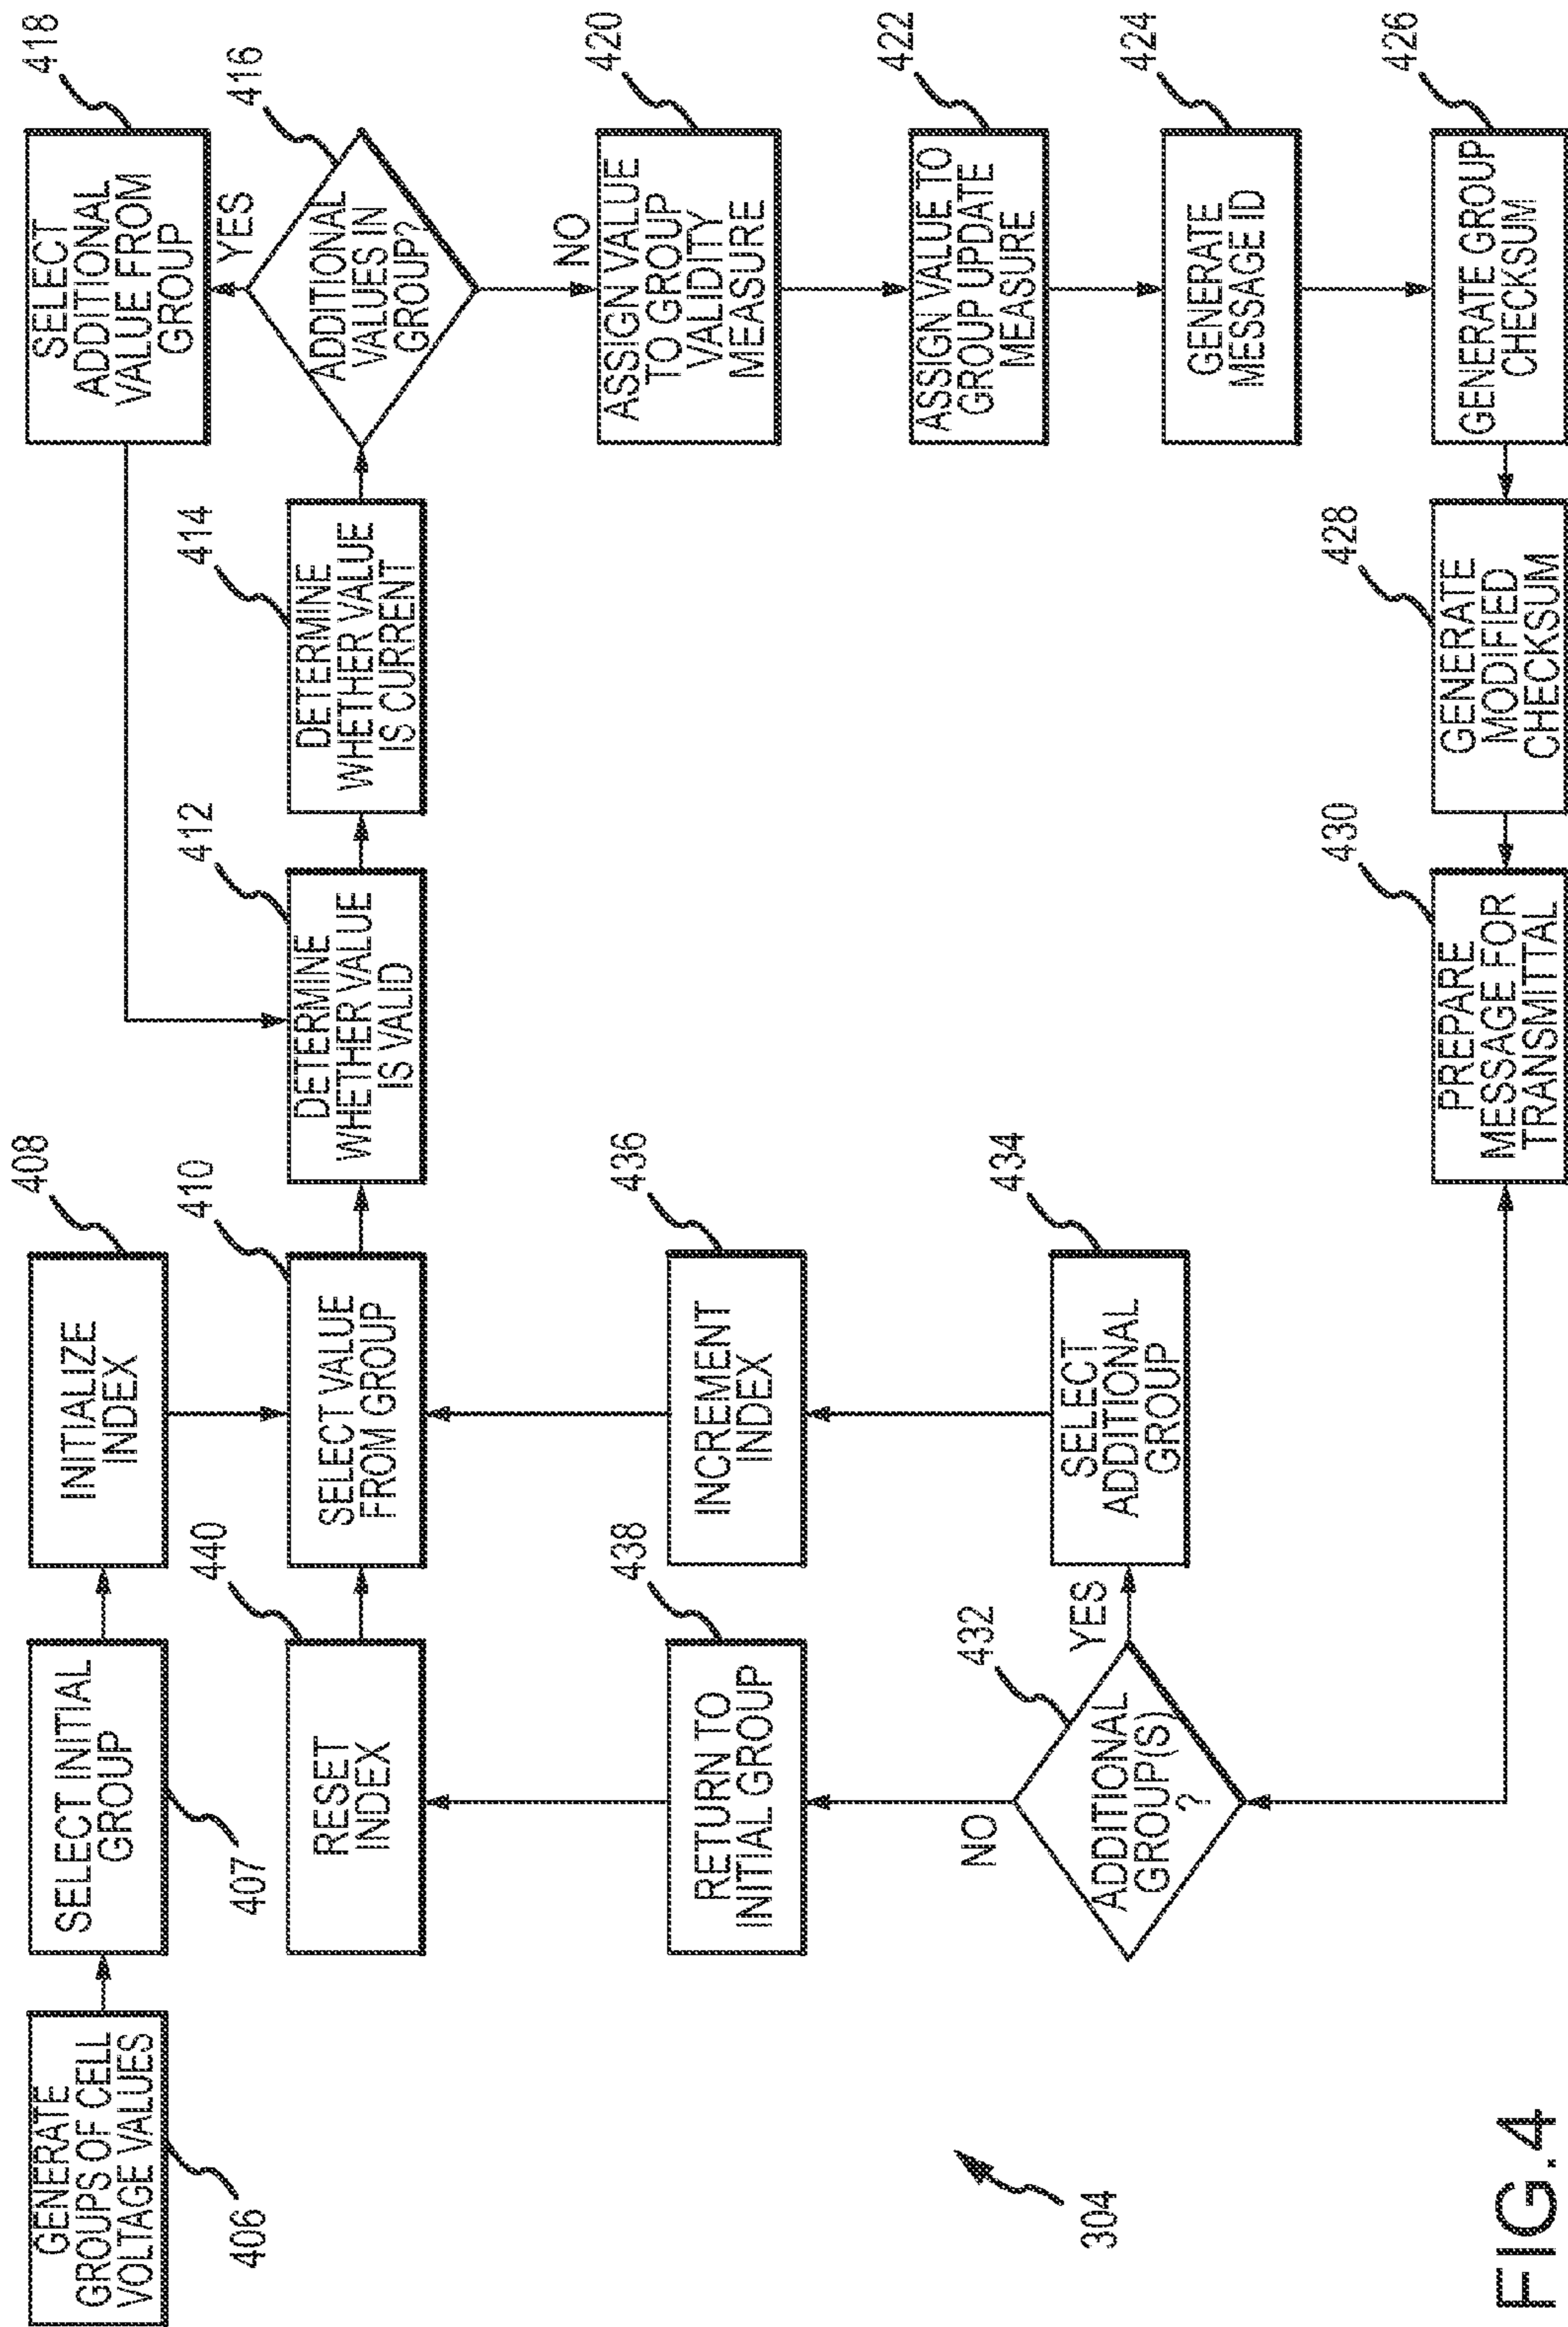 GENERATE
GROUPS OF CELL
VOLTAGE VALUES
406
SELECT INITIAL
GROUP
407
INITIALIZE
INDEX
408
SELECT VALUE
FROM GROUP
410
DETERMINE
WHETHER VALUE
IS VALID
412
DETERMINE
WHETHER VALUE
IS CURRENT
414
ADDITIONAL
VALUES IN
GROUP?
416
YES
SELECT
ADDITIONAL
VALUE FROM
GROUP
418
NO
ASSIGN VALUE
TO GROUP
VALIDITY
MEASURE
420
ASSIGN VALUE TO
GROUP UPDATE
MEASURE
422
GENERATE
MESSAGE ID
424
GENERATE GROUP
CHECKSUM
426
GENERATE
MODIFIED
CHECKSUM
428
PREPARE
MESSAGE FOR
TRANSMITTAL
430
ADDITIONAL
GROUP(S)
?
432
YES
SELECT
ADDITIONAL
GROUP
434
INCREMENT
INDEX
436
NO
RETURN TO
INITIAL GROUP
438
RESET
INDEX
440
304
FIG.4